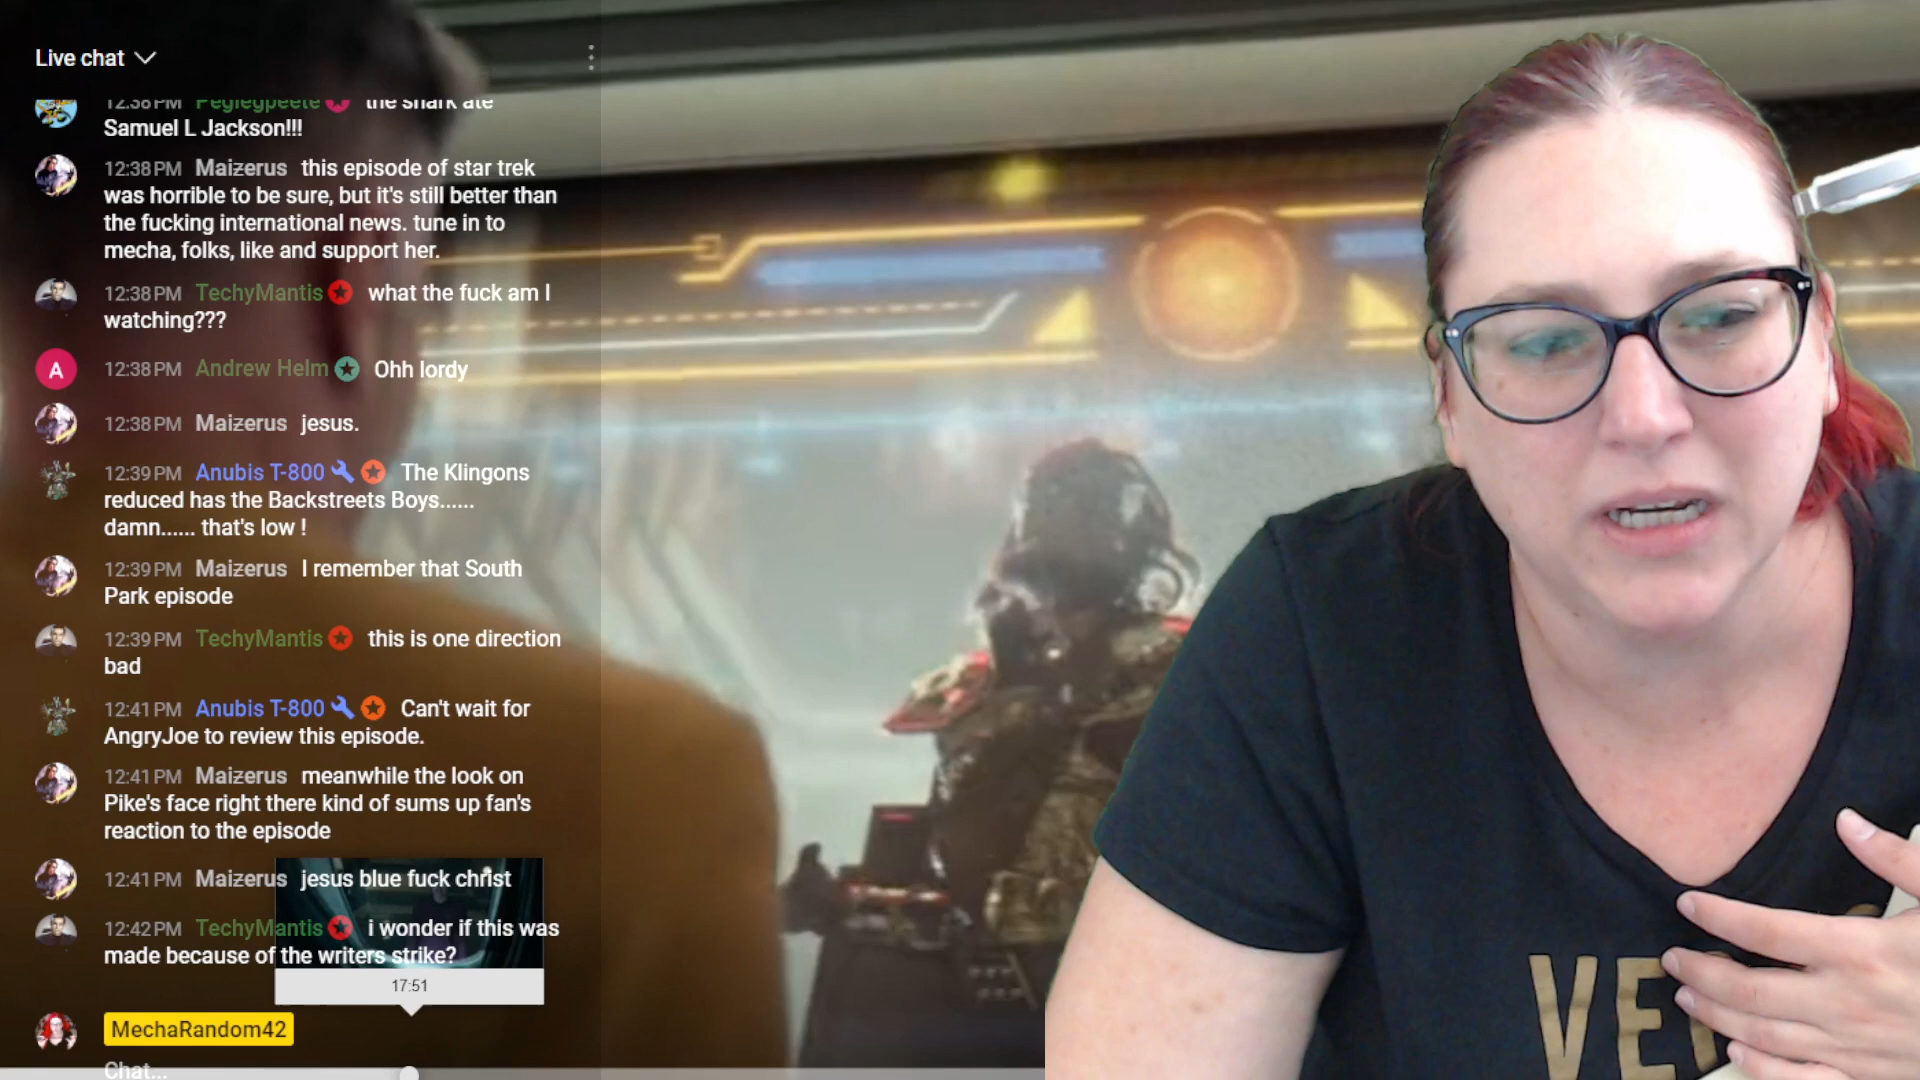 Live chat
12:38 PM Peglegpeete the shark ate
Samuel L Jackson!!!
12:38 PM Maizerus this episode of star trek
was horrible to be sure, but it's still better than
the fucking international news. tune in to
mecha, folks, like and support her.
12:38 PM TechyMantis what the fuck am I
watching???
A
12:38 PM Andrew Helm Ohh lordy
12:38 PM Maizerus jesus.
12:39 PM Anubis T-800 The Klingons
reduced has the Backstreets Boys......
damn...... that's low !
12:39 PM Maizerus I remember that South
Park episode
12:39 PM TechyMantis this is one direction
bad
12:41 PM Anubis T-800 Can't wait for
AngryJoe to review this episode.
12:41 PM Maizerus meanwhile the look on
Pike's face right there kind of sums up fan's
reaction to the episode
12:41 PM Maizerus jesus blue fuck christ
12:42 PM TechyMantis i wonder if this was
made because of the writers strike?
17:51
MechaRandom42
Chat...